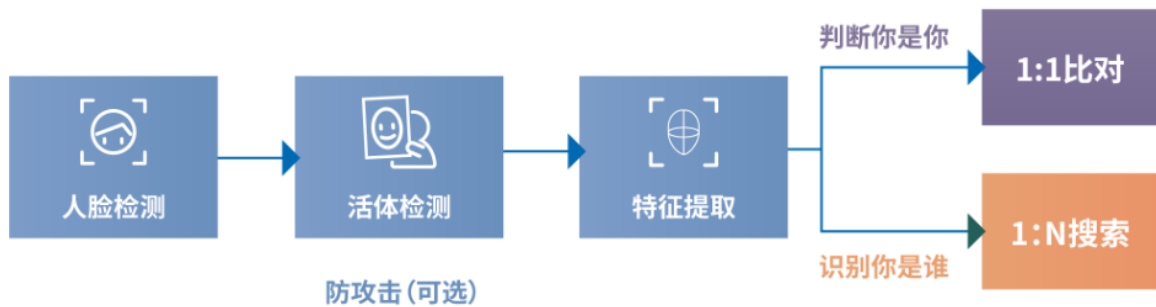 人脸检测
活体检测
防攻击(可选)
特征提取
判断你是你
1:1比对
识别你是谁
1:N搜索